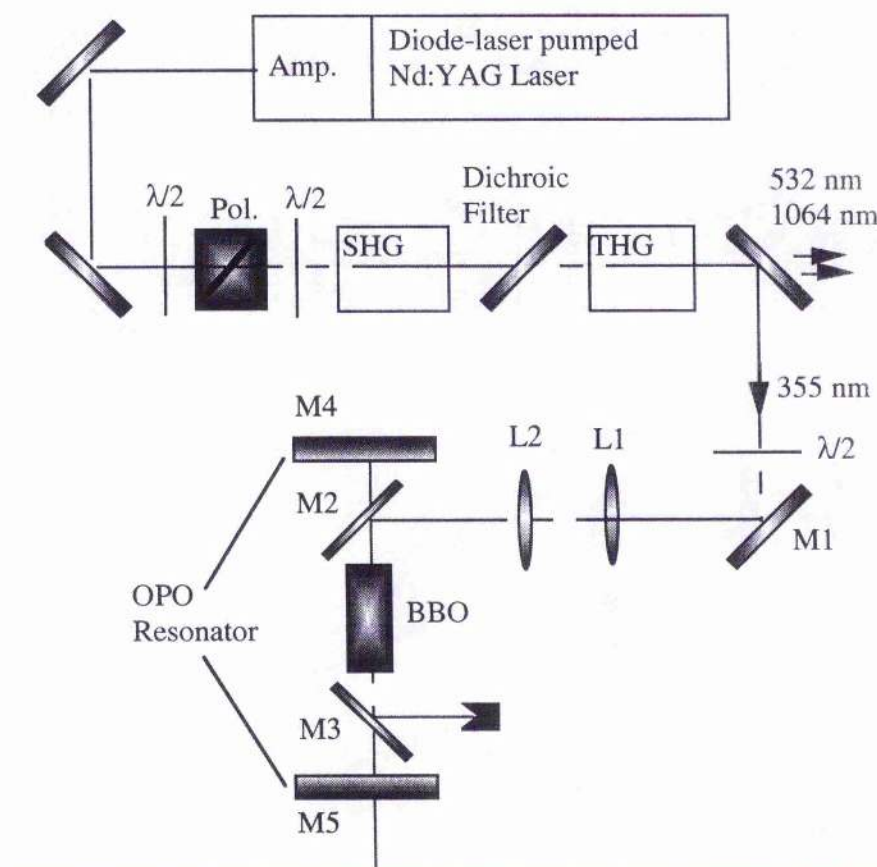 Amp.
Diode-laser pumped
Nd:YAG Laser
λ/2
Pol.
λ/2
SHG
Dichroic
Filter
THG
532 nm
1064 nm
355 nm
λ/2
M4
L2
L1
M2
M1
OPO
Resonator
BBO
M3
M5